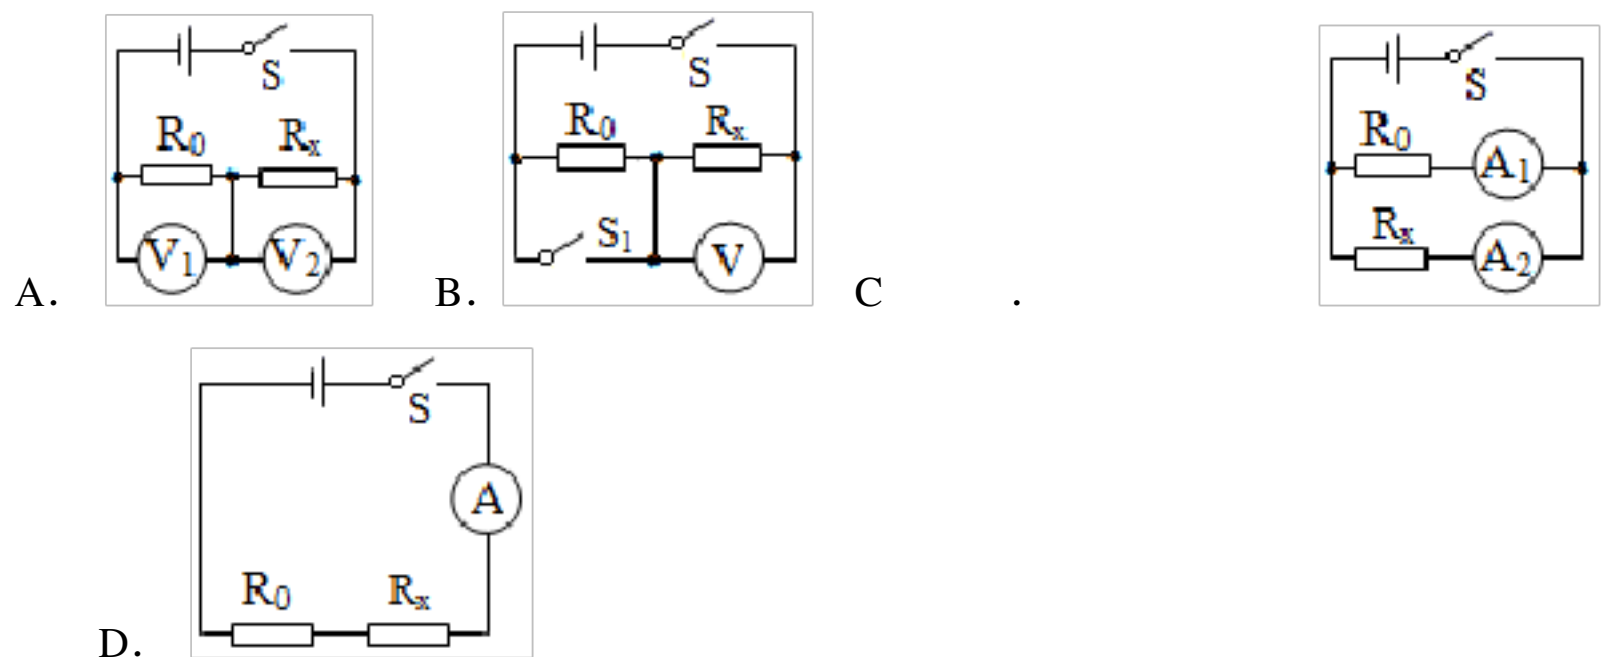 S S S
R₀ Rₓ R₀ Rₓ R₀ A₁
V₁ V₂ S₁ V Rₓ A₂
A. B. C .
S
A
R₀ Rₓ
D.